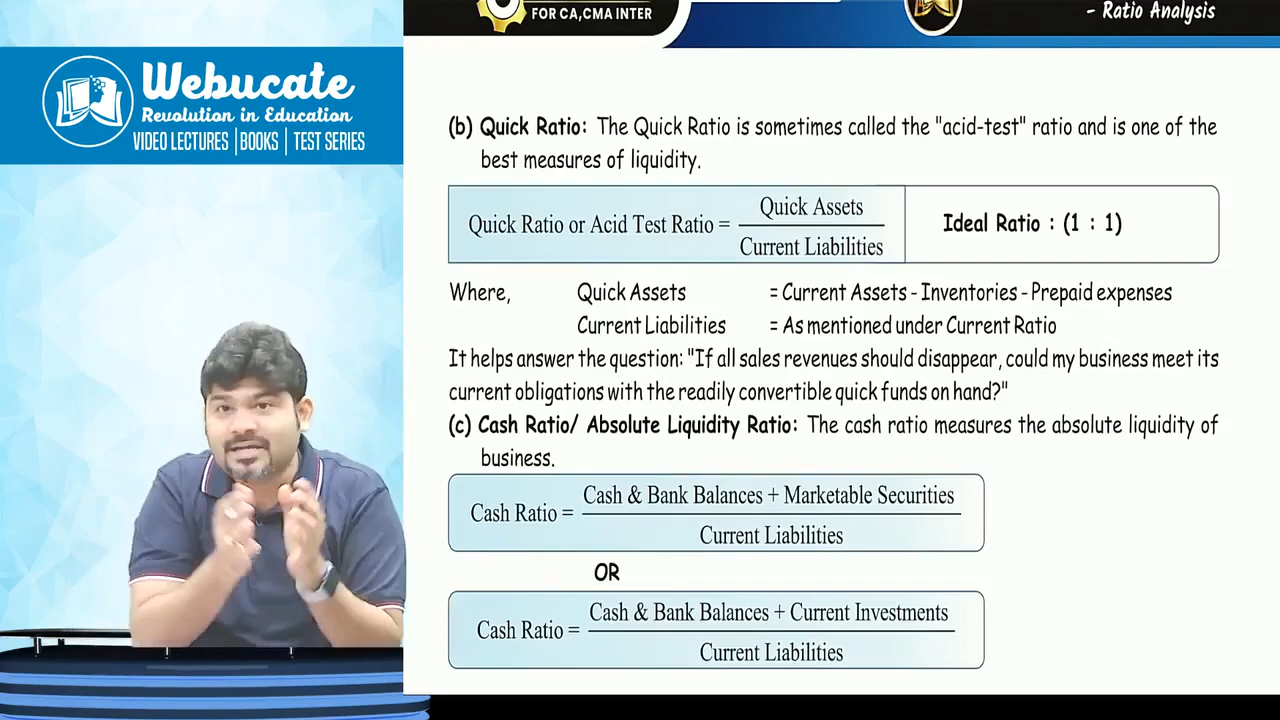 Webucate
Revolution in Education
VIDEO LECTURES | BOOKS | TEST SERIES
FOR CA,CMA INTER
- Ratio Analysis
(b) Quick Ratio: The Quick Ratio is sometimes called the "acid-test" ratio and is one of the
best measures of liquidity.
Quick Ratio or Acid Test Ratio = Quick Assets
Current Liabilities
Ideal Ratio : (1 : 1)
Where, Quick Assets = Current Assets - Inventories - Prepaid expenses
Current Liabilities = As mentioned under Current Ratio
It helps answer the question: "If all sales revenues should disappear, could my business meet its
current obligations with the readily convertible quick funds on hand?"
(c) Cash Ratio/ Absolute Liquidity Ratio: The cash ratio measures the absolute liquidity of
business.
Cash Ratio = Cash & Bank Balances + Marketable Securities
Current Liabilities
OR
Cash Ratio = Cash & Bank Balances + Current Investments
Current Liabilities